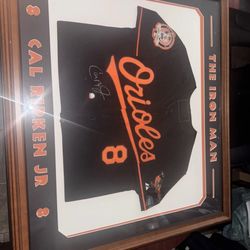 THE IRON MAN
Orioles
8
8 CAL RIPKEN JR 8